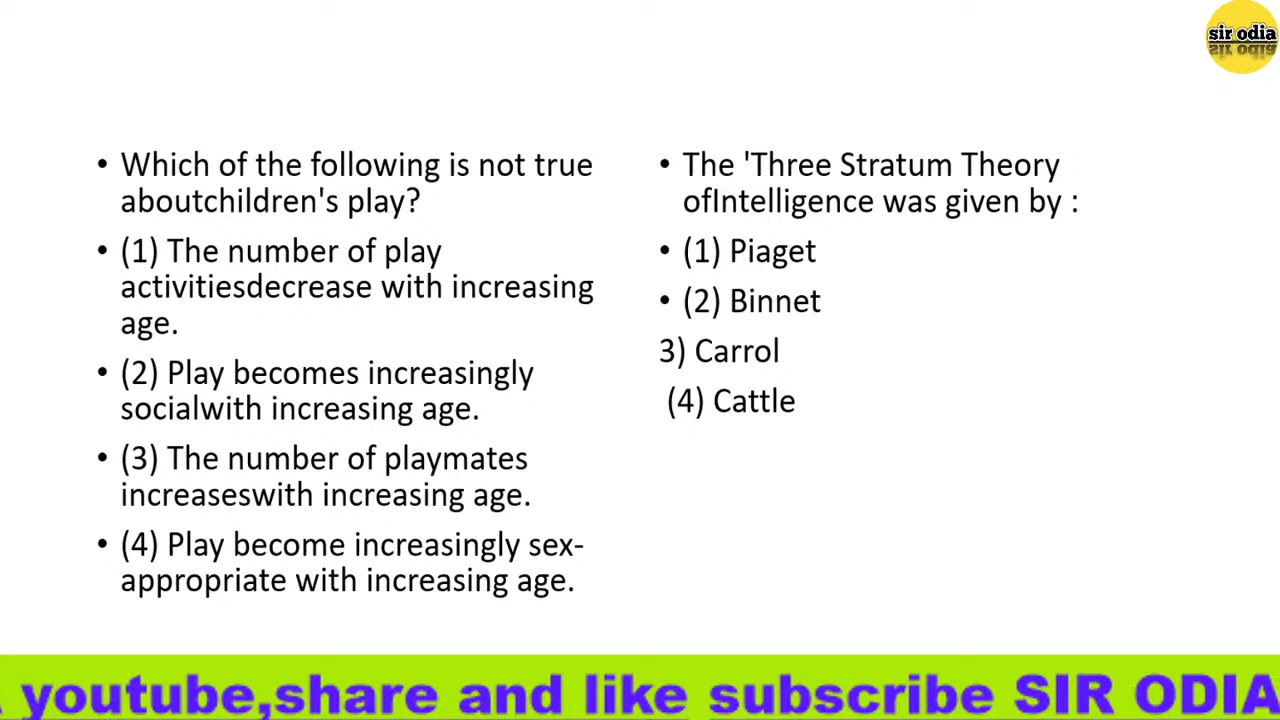 sir odia
• Which of the following is not true
aboutchildren's play?
• (1) The number of play
activitiesdecrease with increasing
age.
• (2) Play becomes increasingly
socialwith increasing age.
• (3) The number of playmates
increaseswith increasing age.
• (4) Play become increasingly sex-
appropriate with increasing age.
• The 'Three Stratum Theory
ofIntelligence was given by :
• (1) Piaget
• (2) Binnet
3) Carrol
(4) Cattle
youtube,share and like subscribe SIR ODIA